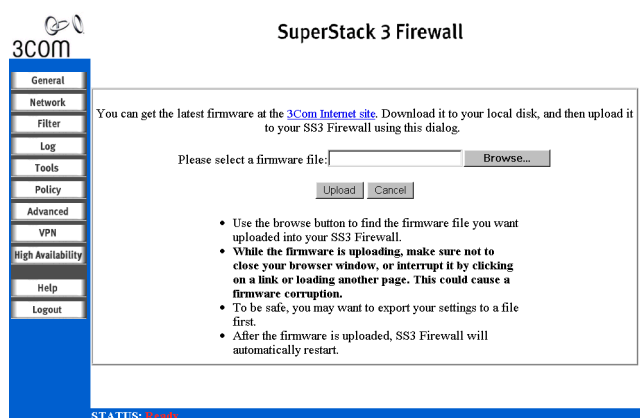 3COM
SuperStack 3 Firewall
General
Network
Filter
Log
Tools
Policy
Advanced
VPN
High Availability
Help
Logout
You can get the latest firmware at the 3Com Internet site. Download it to your local disk, and then upload it
to your SS3 Firewall using this dialog.
Please select a firmware file:
Browse...
Upload Cancel
• Use the browse button to find the firmware file you want
uploaded into your SS3 Firewall.
• While the firmware is uploading, make sure not to
close your browser window, or interrupt it by clicking
on a link or loading another page. This could cause a
firmware corruption.
• To be safe, you may want to export your settings to a file
first.
• After the firmware is uploaded, SS3 Firewall will
automatically restart.
STATUS: Ready